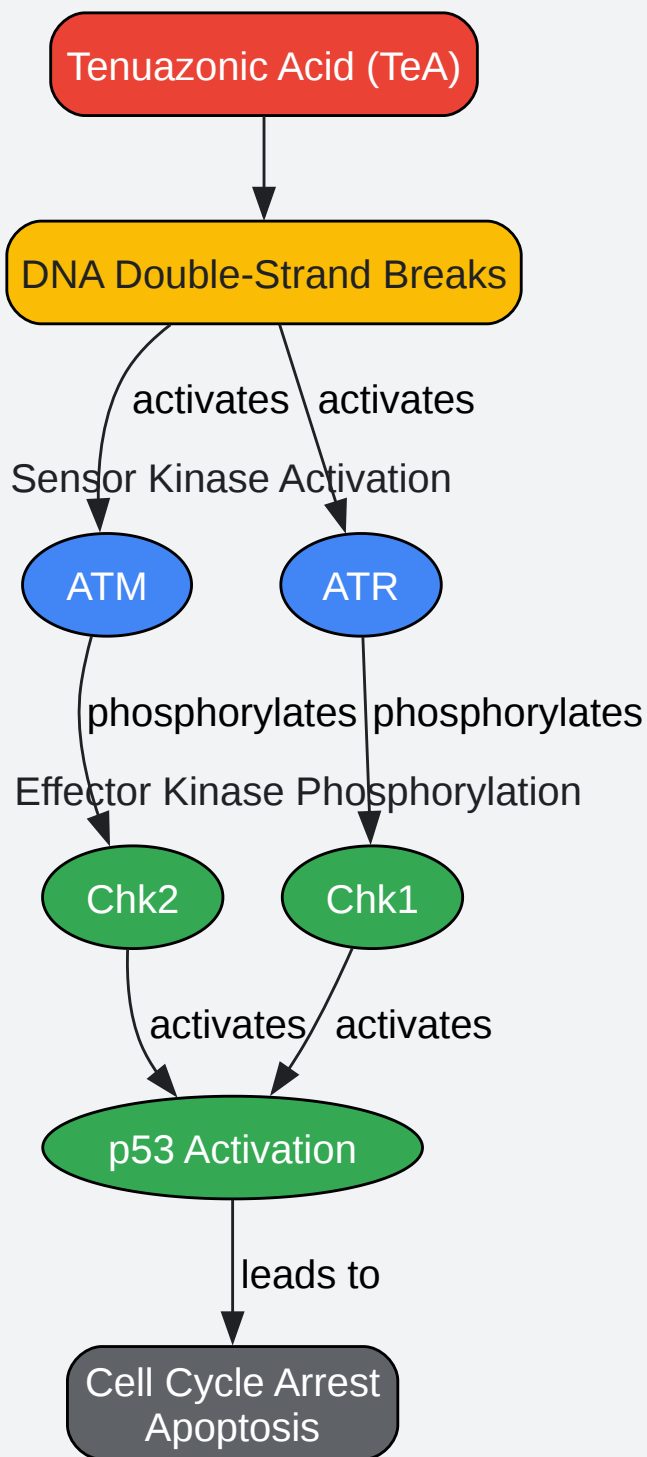 Tenuazonic Acid (TeA)
DNA Double-Strand Breaks
activates
activates
Sensor Kinase Activation
ATM
ATR
phosphorylates
phosphorylates
Effector Kinase Phosphorylation
Chk2
Chk1
activates
activates
p53 Activation
leads to
Cell Cycle Arrest
Apoptosis